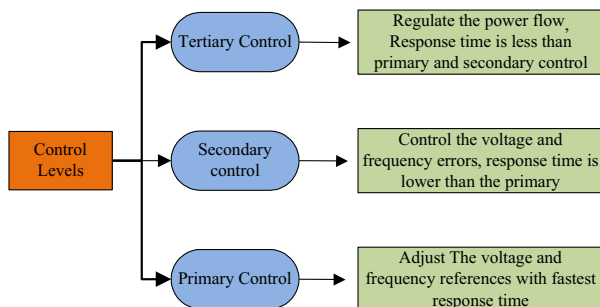 Control
Levels
Tertiary Control
Regulate the power flow,
Response time is less than
primary and secondary control
Secondary
control
Control the voltage and
frequency errors, response time is
lower than the primary
Primary Control
Adjust The voltage and
frequency references with fastest
response time